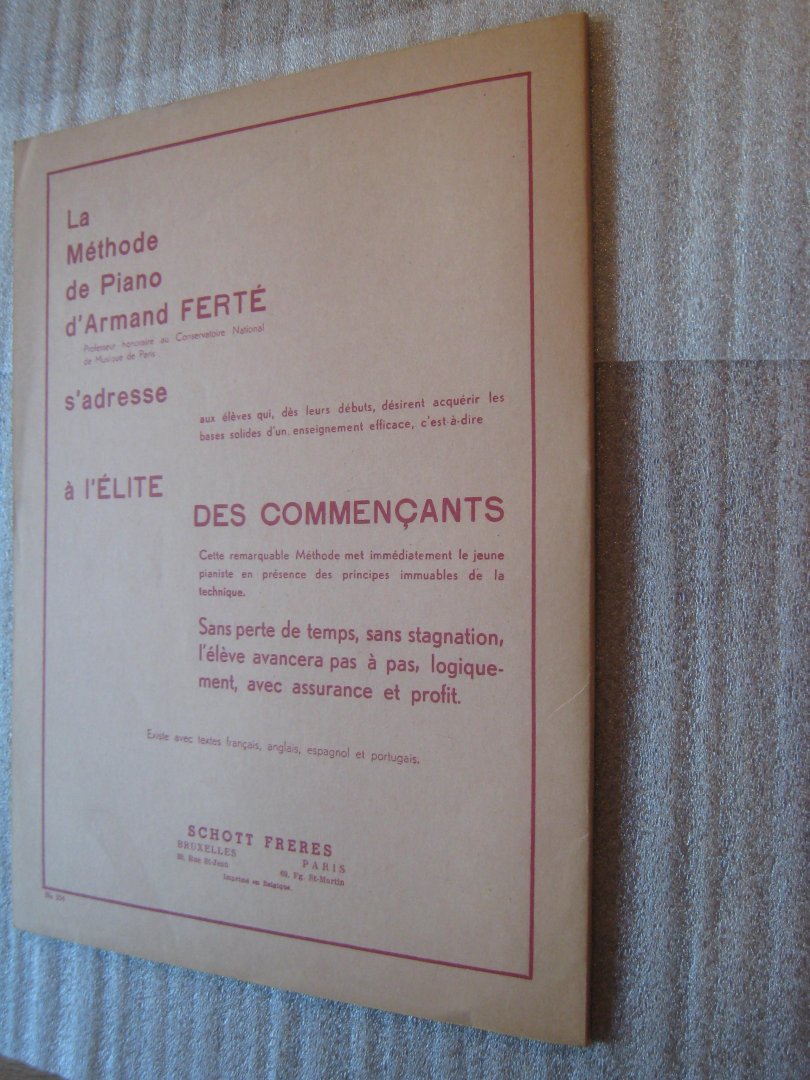 La
Méthode
de Piano
d'Armand FERTÉ
Professeur honoraire au Conservatoire National
de Musique de Paris
s'adresse
aux élèves qui, dès leurs débuts, désirent acquérir les
bases solides d'un enseignement efficace, c'est-à-dire
à l'ÉLITE
DES COMMENÇANTS
Cette remarquable Méthode met immédiatement le jeune
pianiste en présence des principes immuables de la
technique.
Sans perte de temps, sans stagnation,
l'élève avancera pas à pas, logique-
ment, avec assurance et profit.
Existe avec textes français, anglais, espagnol et portugais.
SCHOTT FRERES
BRUXELLES
Rue St-Jean
PARIS
Fg. St-Martin
Imprimé en Belgique.